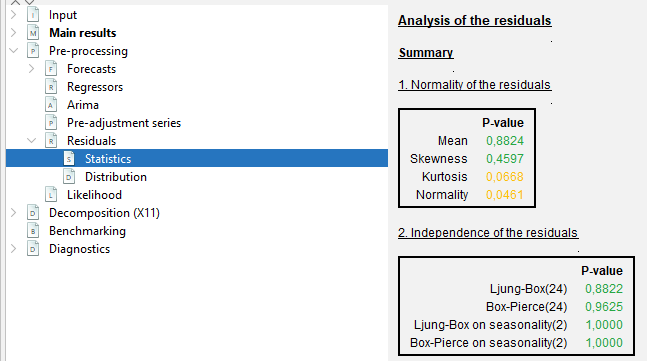 Input
Main results
Pre-processing
Forecasts
Regressors
Arima
Pre-adjustment series
Residuals
Statistics
Distribution
Likelihood
Decomposition (X11)
Benchmarking
Diagnostics
Analysis of the residuals
.
Summary
.
1. Normality of the residuals
.
P-value
Mean 0,8824
Skewness 0,4597
Kurtosis 0,0668
Normality 0,0461
2. Independence of the residuals
.
P-value
Ljung-Box(24) 0,8822
Box-Pierce(24) 0,9625
Ljung-Box on seasonality(2) 1,0000
Box-Pierce on seasonality(2) 1,0000